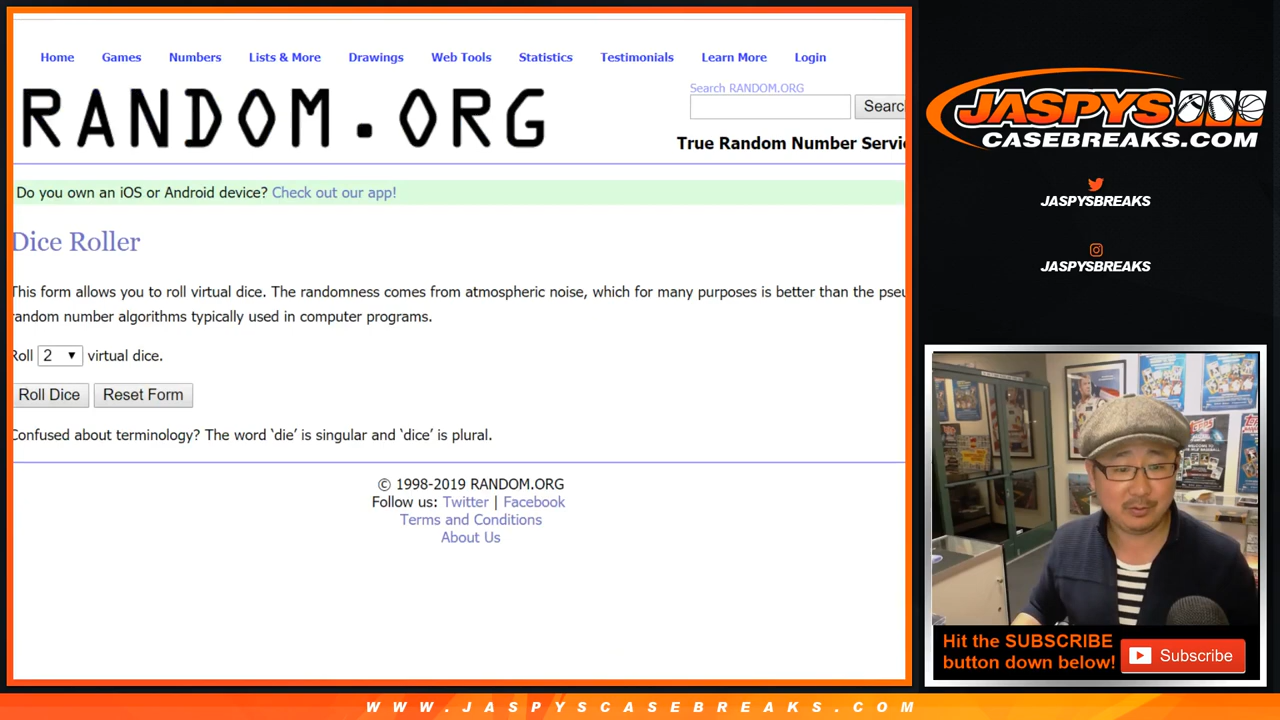 Home Games Numbers Lists & More Drawings Web Tools Statistics Testimonials Learn More Login
RANDOM.ORG
Search RANDOM.ORG
Searc
True Random Number Servi
Do you own an iOS or Android device? Check out our app!
Dice Roller
This form allows you to roll virtual dice. The randomness comes from atmospheric noise, which for many purposes is better than the pseu
random number algorithms typically used in computer programs.
Roll 2 virtual dice.
Roll Dice Reset Form
Confused about terminology? The word ‘die’ is singular and ‘dice’ is plural.
© 1998-2019 RANDOM.ORG
Follow us: Twitter | Facebook
Terms and Conditions
About Us
JASPYS
CASEBREAKS.COM
JASPYSBREAKS
JASPYSBREAKS
Hit the SUBSCRIBE
button down below!
Subscribe
WWW.JASPYSCASEBREAKS.COM